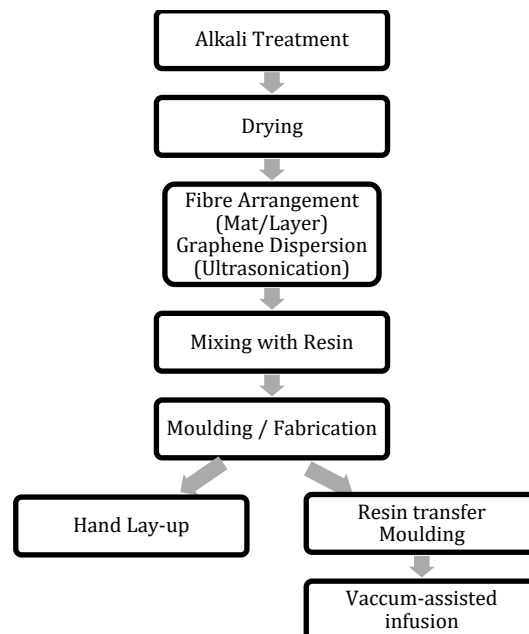 Alkali Treatment
Drying
Fibre Arrangement
(Mat/Layer)
Graphene Dispersion
(Ultrasonication)
Mixing with Resin
Moulding / Fabrication
Hand Lay-up
Resin transfer
Moulding
Vaccum-assisted
infusion